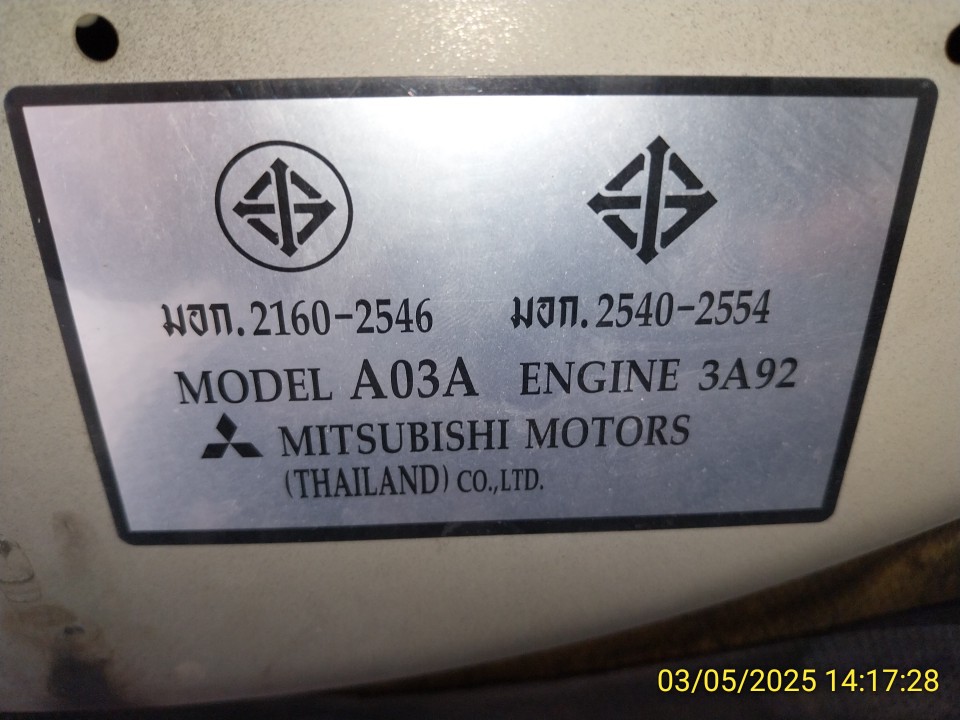 มอก.2160-2546 มอก.2540-2554
MODEL A03A ENGINE 3A92
MITSUBISHI MOTORS
(THAILAND) CO.,LTD.
03/05/2025 14:17:28